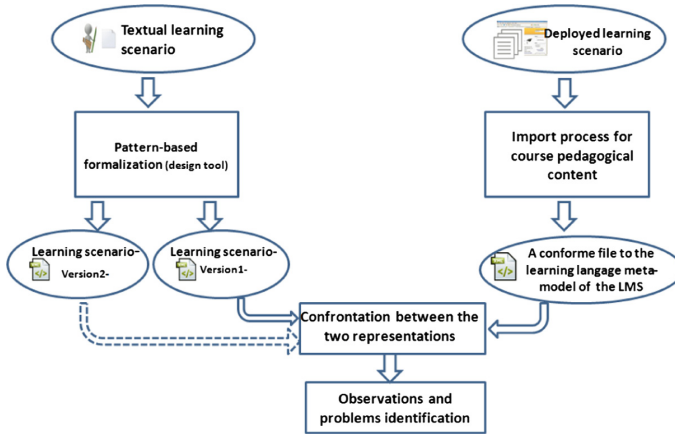 Textual learning
scenario
Deployed learning
scenario
Pattern-based
formalization (design tool)
Import process for
course pedagogical
content
Learning scenario-
Version2-
Learning scenario-
Version1-
A conforme file to the
learning langage meta-
model of the LMS
Confrontation between the
two representations
Observations and
problems identification